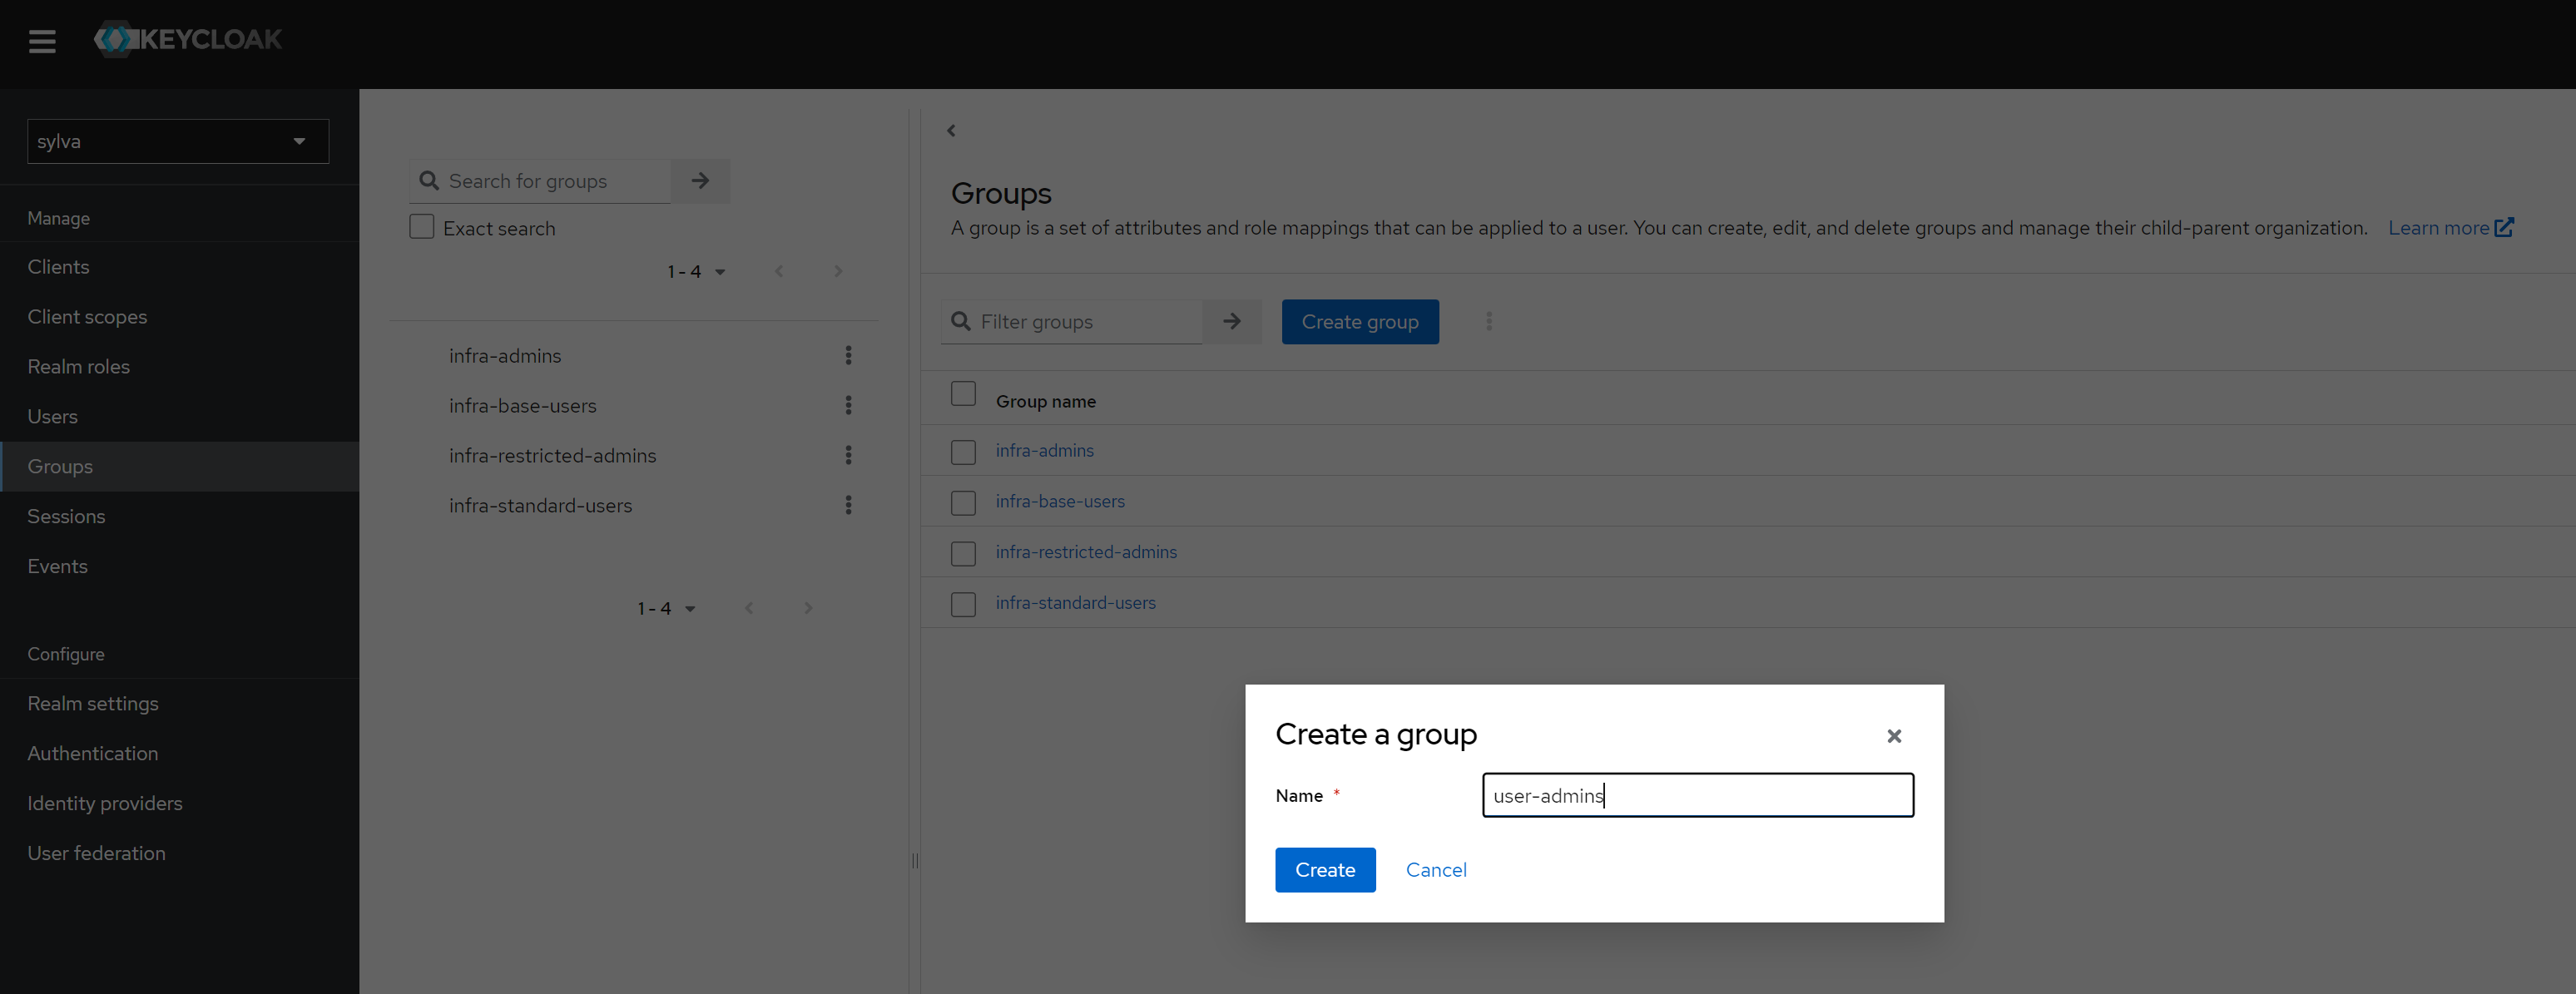 KEYCLOAK
sylva
Manage
Clients
Client scopes
Realm roles
Users
Groups
Sessions
Events
Configure
Realm settings
Authentication
Identity providers
User federation
Search for groups
Exact search
1 - 4
infra-admins
infra-base-users
infra-restricted-admins
infra-standard-users
1 - 4
Groups
A group is a set of attributes and role mappings that can be applied to a user. You can create, edit, and delete groups and manage their child-parent organization. Learn more
Filter groups
Create group
Group name
infra-admins
infra-base-users
infra-restricted-admins
infra-standard-users
Create a group
Name *
user-admins
Create Cancel